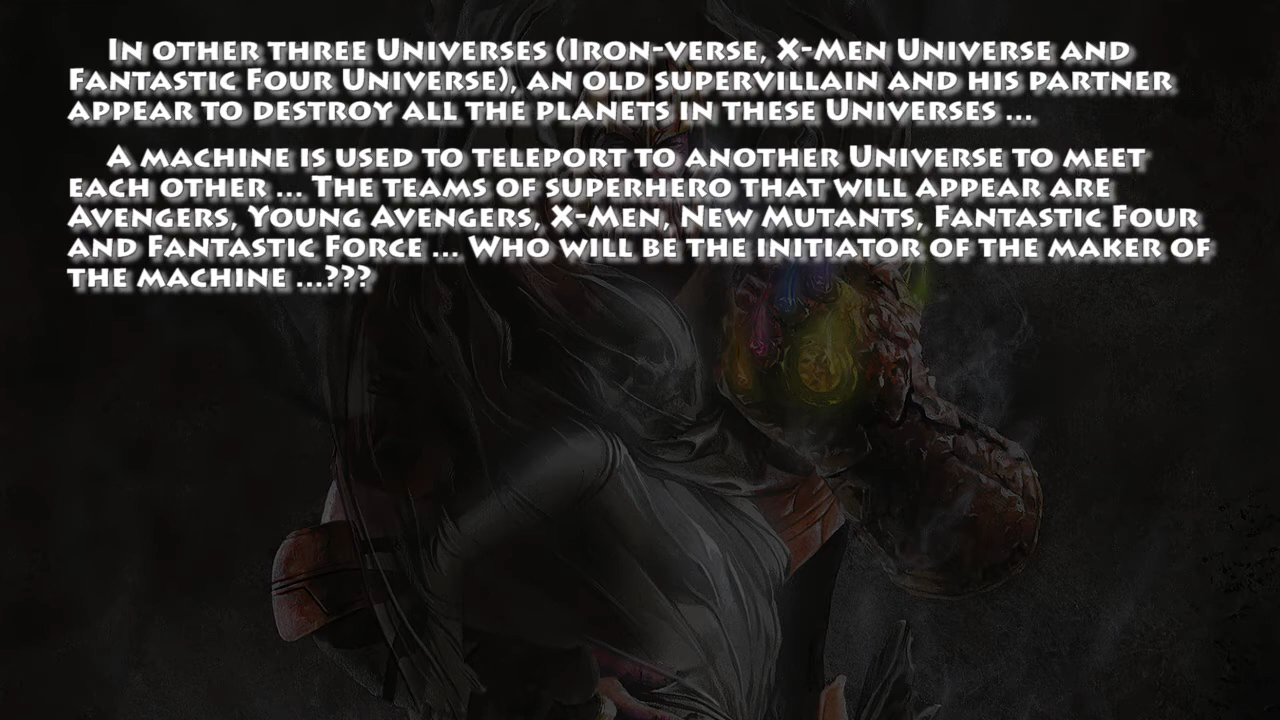 In other three Universes (Iron-verse, X-Men Universe and
Fantastic Four Universe), an old supervillain and his partner
appear to destroy all the planets in these Universes ...
A machine is used to teleport to another Universe to meet
each other ... The teams of superhero that will appear are
Avengers, Young Avengers, X-Men, New Mutants, Fantastic Four
and Fantastic Force ... Who will be the initiator of the maker of
the machine ...???